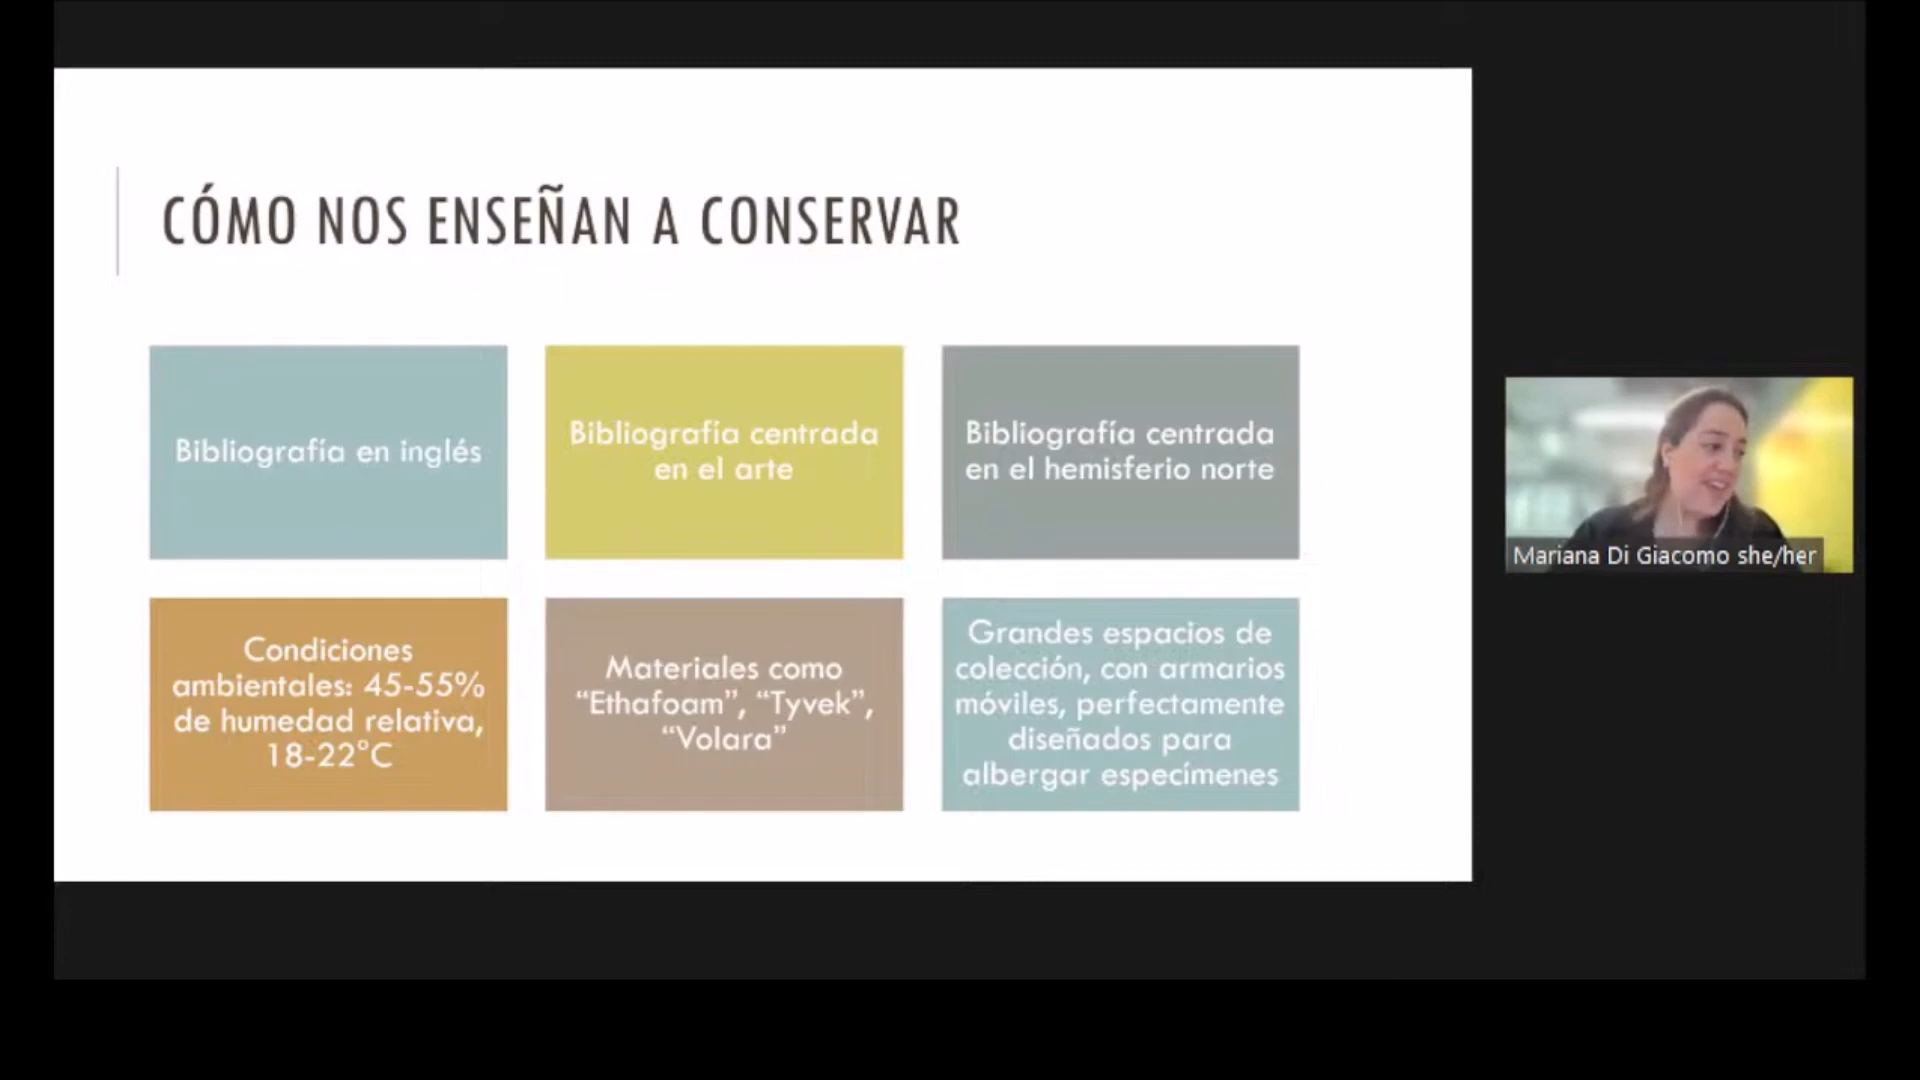 CÓMO NOS ENSEÑAN A CONSERVAR
Bibliografía en inglés
Bibliografía centrada
en el arte
Bibliografía centrada
en el hemisferio norte
Condiciones
ambientales: 45-55%
de humedad relativa,
18-22°C
Materiales como
“Ethafoam”, “Tyvek”,
“Volara”
Grandes espacios de
colección, con armarios
móviles, perfectamente
diseñados para
albergar especímenes
Mariana Di Giacomo she/her